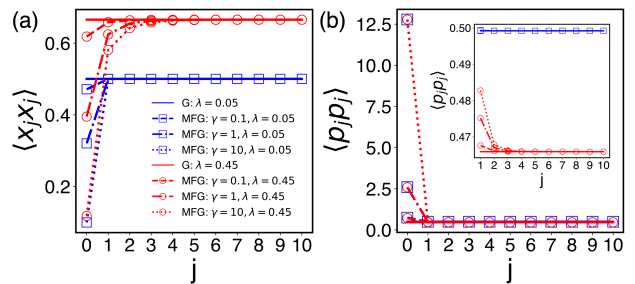 (a)
⟨x_j x_j⟩
0.6
0.4
0.2
G: λ = 0.05
MFG: γ = 0.1, λ = 0.05
MFG: γ = 1, λ = 0.05
MFG: γ = 10, λ = 0.05
G: λ = 0.45
MFG: γ = 0.1, λ = 0.45
MFG: γ = 1, λ = 0.45
MFG: γ = 10, λ = 0.45
0 1 2 3 4 5 6 7 8 9 10
j
(b)
⟨p_j p_j⟩
12.5
10.0
7.5
5.0
2.5
0.0
0 1 2 3 4 5 6 7 8 9 10
j
⟨p_j p_j⟩
0.50
0.48
0.47
1 2 3 4 5 6 7 8 9 10
j